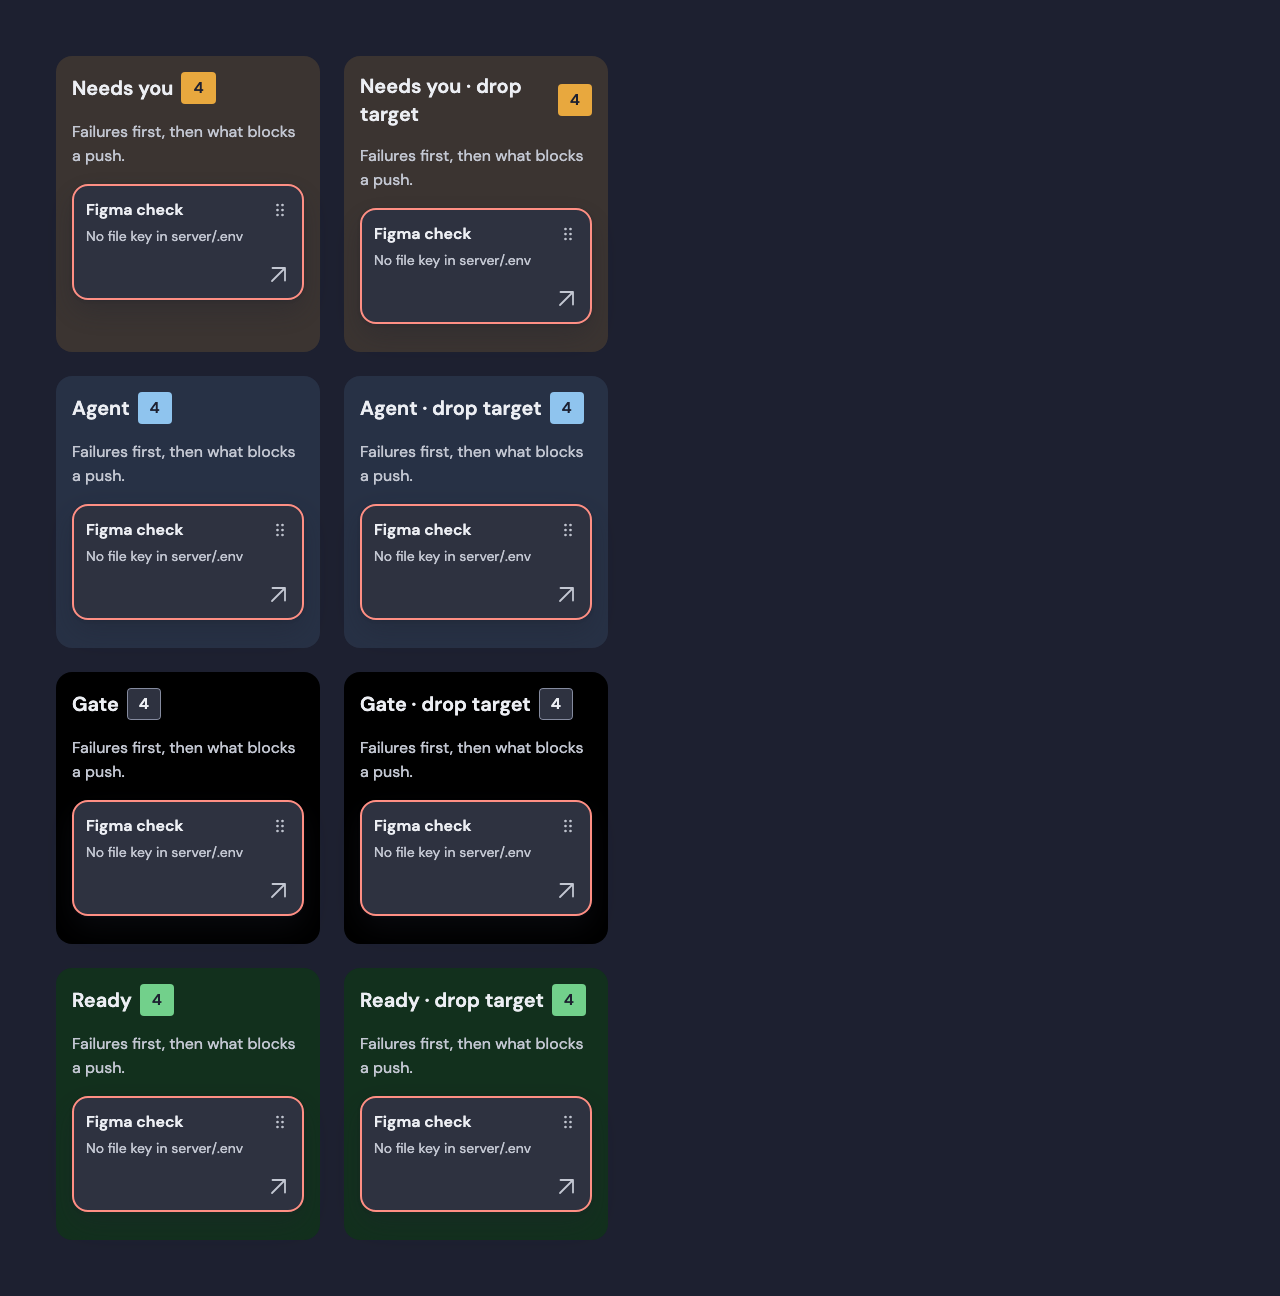 Needs you 4
Failures first, then what blocks
a push.
Figma check
No file key in server/.env
Needs you · drop
target
4
Failures first, then what blocks
a push.
Figma check
No file key in server/.env
Agent 4
Failures first, then what blocks
a push.
Figma check
No file key in server/.env
Agent · drop target 4
Failures first, then what blocks
a push.
Figma check
No file key in server/.env
Gate 4
Failures first, then what blocks
a push.
Figma check
No file key in server/.env
Gate · drop target 4
Failures first, then what blocks
a push.
Figma check
No file key in server/.env
Ready 4
Failures first, then what blocks
a push.
Figma check
No file key in server/.env
Ready · drop target 4
Failures first, then what blocks
a push.
Figma check
No file key in server/.env